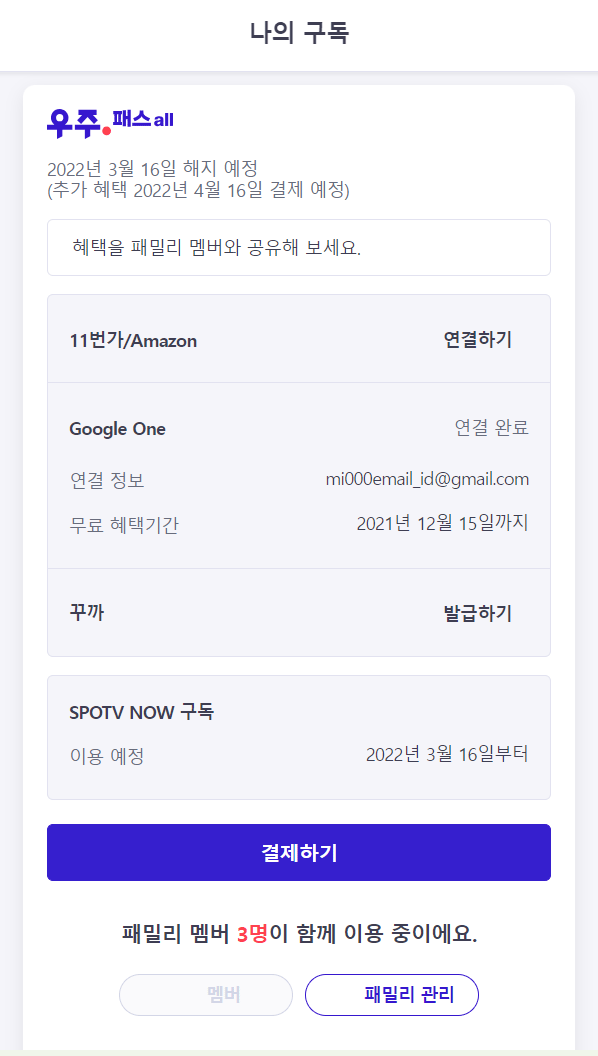 나의 구독
우주.패스 all
2022년 3월 16일 해지 예정
(추가 혜택 2022년 4월 16일 결제 예정)
혜택을 패밀리 멤버와 공유해 보세요.
11번가/Amazon 연결하기
Google One 연결 완료
연결 정보 mi000email_id@gmail.com
무료 혜택기간 2021년 12월 15일까지
꾸까 발급하기
SPOTV NOW 구독
이용 예정 2022년 3월 16일부터
결제하기
패밀리 멤버 3명이 함께 이용 중이에요.
멤버 패밀리 관리